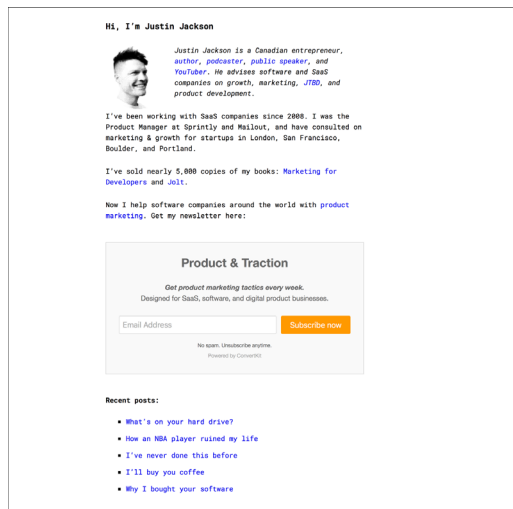 Hi, I'm Justin Jackson
Justin Jackson is a Canadian entrepreneur,
author, podcaster, public speaker, and
YouTuber. He advises software and SaaS
companies on growth, marketing, JTBD, and
product development.
I've been working with SaaS companies since 2008. I was the
Product Manager at Sprintly and Mailout, and have consulted on
marketing & growth for startups in London, San Francisco,
Boulder, and Portland.
I've sold nearly 5,000 copies of my books: Marketing for
Developers and Jolt.
Now I help software companies around the world with product
marketing. Get my newsletter here:
Product & Traction
Get product marketing tactics every week.
Designed for SaaS, software, and digital product businesses.
Email Address
Subscribe now
No spam. Unsubscribe anytime.
Powered by ConvertKit
Recent posts:
What's on your hard drive?
How an NBA player ruined my life
I've never done this before
I'll buy you coffee
Why I bought your software